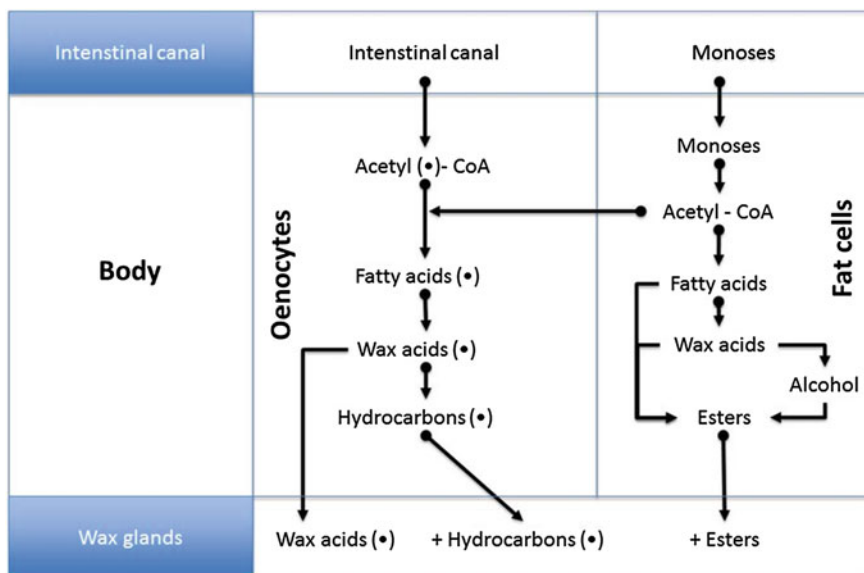 Intenstinal canal
Intenstinal canal
Monoses
Body
Oenocytes
Acetyl (•)- CoA
Fatty acids (•)
Wax acids (•)
Hydrocarbons (•)
Monoses
Acetyl - CoA
Fatty acids
Wax acids
Alcohol
Esters
Fat cells
Wax glands
Wax acids (•)
+ Hydrocarbons (•)
+ Esters